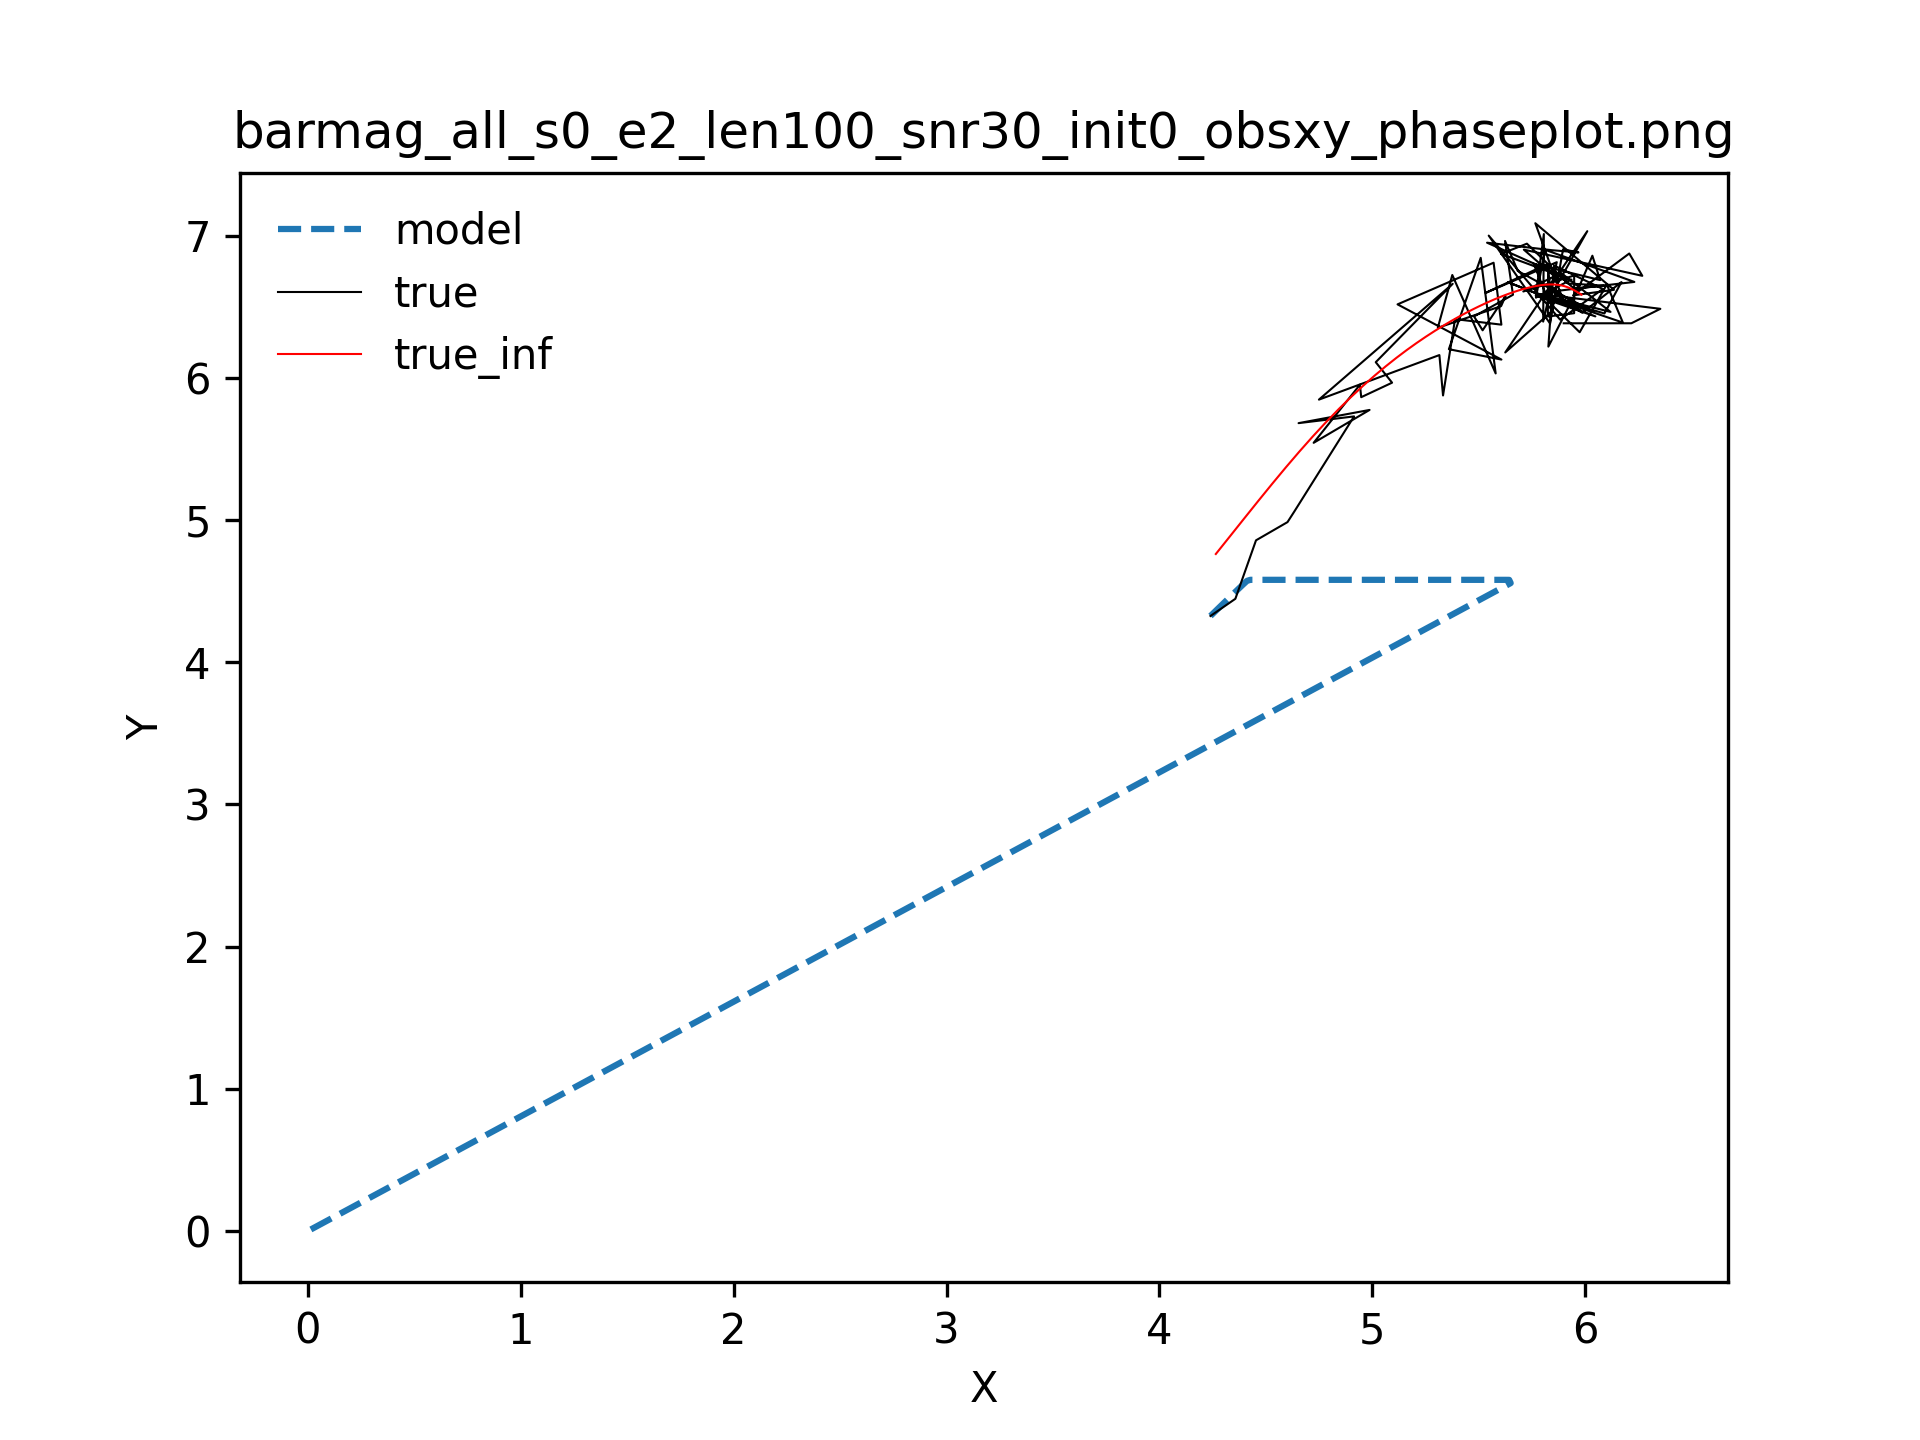 barmag_all_s0_e2_len100_snr30_init0_obsxy_phaseplot.png
model
true
true_inf
7
6
5
4
3
2
1
0
Y
0 1 2 3 4 5 6
X